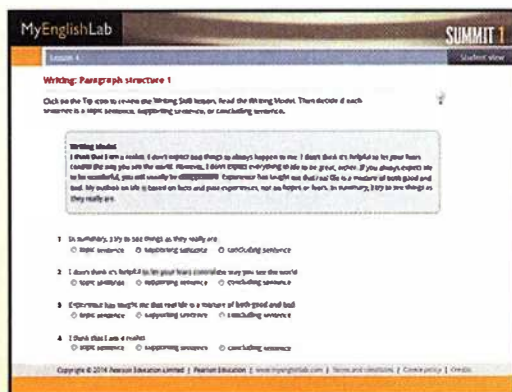 MyEnglishLab
SUMMIT 1
Lesson 4
Student view
Writing: Paragraph structure 1
Click on the Tip icon to review the Writing Skill lesson. Read the Writing Model. Then decide if each
sentence is a topic sentence, supporting sentence, or concluding sentence.
Writing Model
I think that I am a realist. I don't expect bad things to always happen to me. I don't think it's helpful to let your fears
control the way you see the world. However, I don't expect everything in life to be great, either. If you always expect life
to be wonderful, you will usually be disappointed. Experience has taught me that real life is a mixture of both good and
bad. My outlook on life is based on facts and past experiences, not on hopes or fears. In summary, I try to see things as
they really are.
1 In summary, I try to see things as they really are
topic sentence supporting sentence concluding sentence
2 I don't think it's helpful to let your fears control the way you see the world
topic sentence supporting sentence concluding sentence
3 Experience has taught me that real life is a mixture of both good and bad
topic sentence supporting sentence concluding sentence
4 I think that I am a realist
topic sentence supporting sentence concluding sentence
Copyright © 2014 Pearson Education Limited | Pearson Education | www.myenglishlab.com | Terms and conditions | Cookie policy | Credits